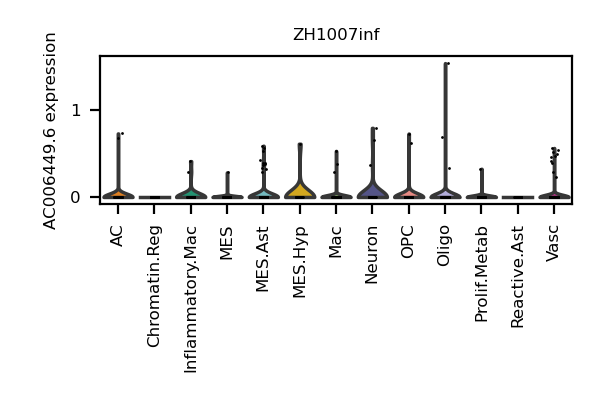 ZH1007inf
AC006449.6 expression
1
0
AC
Chromatin.Reg
Inflammatory.Mac
MES
MES.Ast
MES.Hyp
Mac
Neuron
OPC
Oligo
Prolif.Metab
Reactive.Ast
Vasc